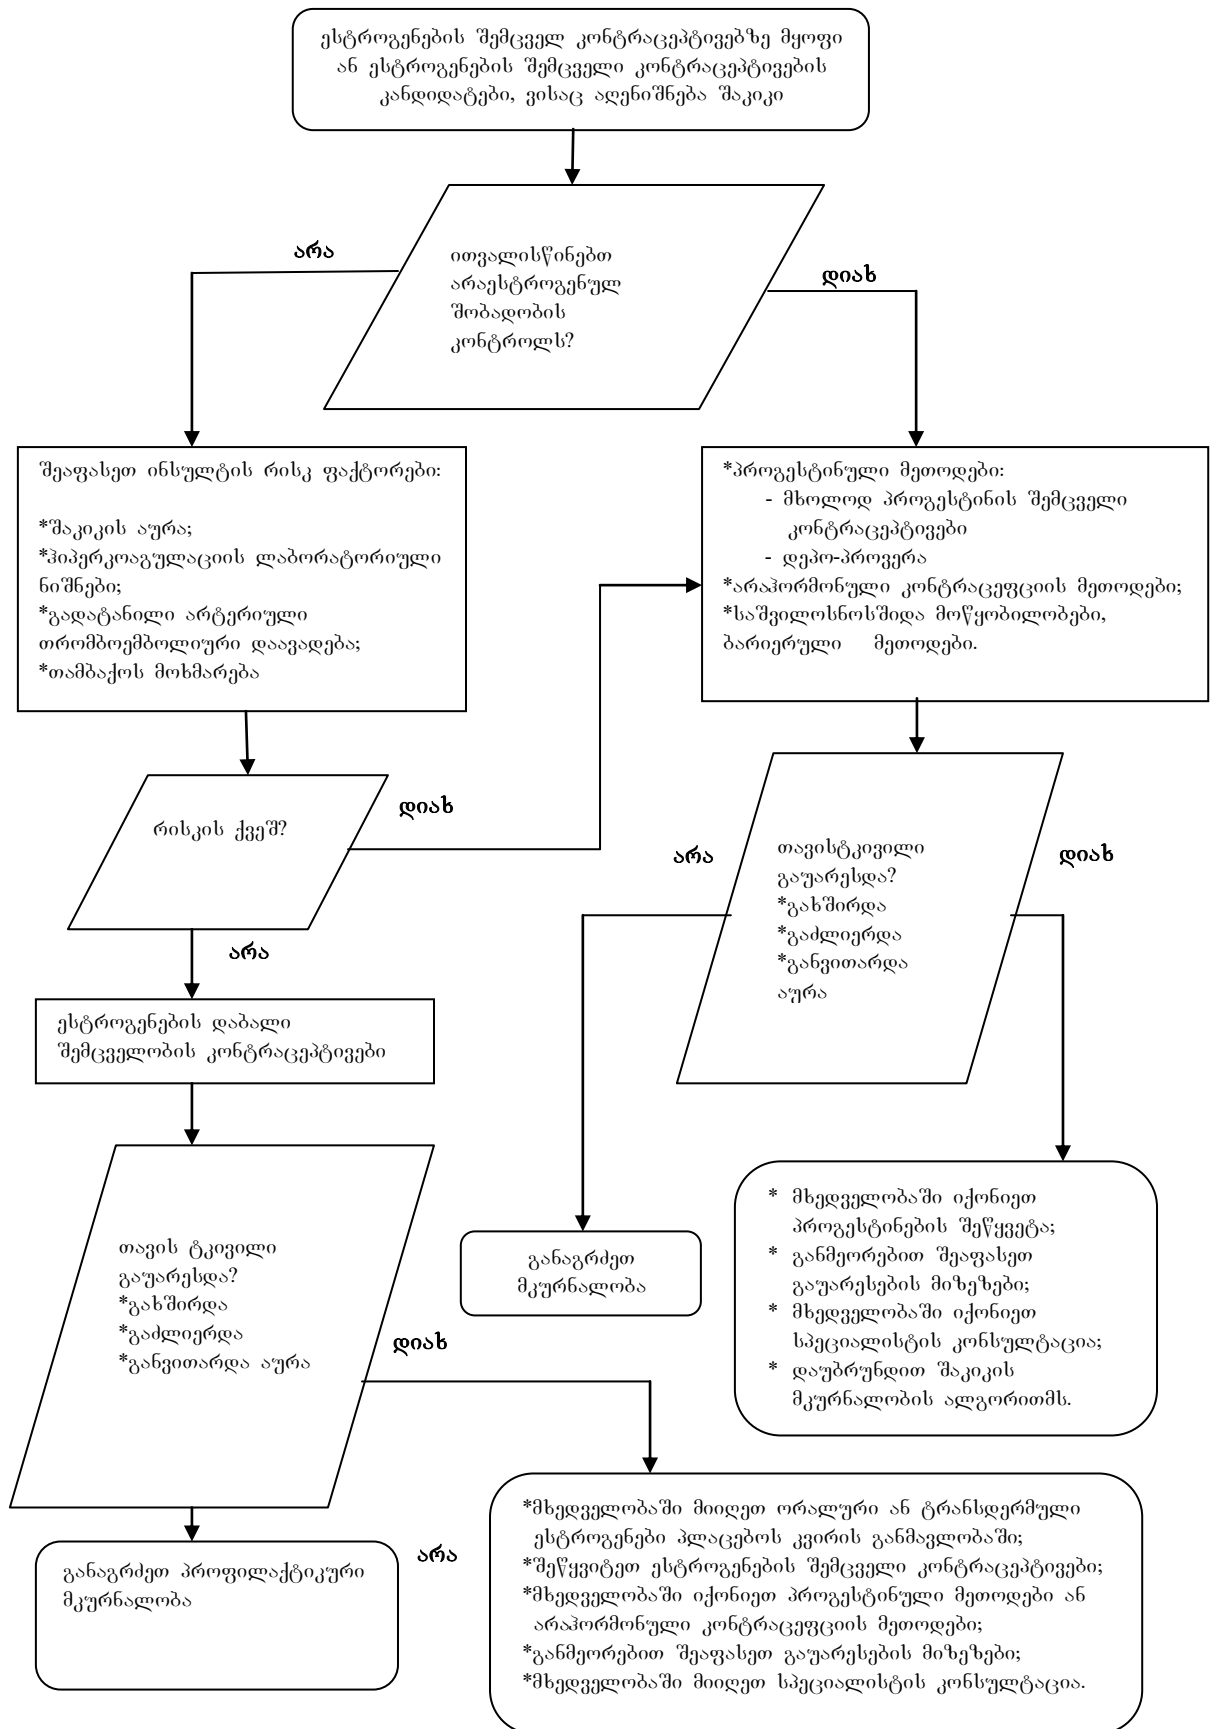 ესტროგენების შემცველ კონტრაცეპტივებზე მყოფი
ან ესტროგენების შემცველი კონტრაცეპტივების
კანდიდატები, ვისაც აღენიშნება შაკიკი
არა
ითვალისწინებთ
არაესტროგენულ
შობადობის
კონტროლს?
დიახ
შეაფასეთ ინსულტის რისკ ფაქტორები:
*შაკიკის აურა;
*ჰიპერკოაგულაციის ლაბორატორიული
ნიშნები;
*გადატანილი არტერიული
თრომბოემბოლიური დაავადება;
*თამბაქოს მოხმარება
*პროგესტინული მეთოდები:
- მხოლოდ პროგესტინის შემცველი
კონტრაცეპტივები
- დეპო-პროვერა
*არაჰორმონული კონტრაცეფციის მეთოდები;
*საშვილოსნოსშიდა მოწყობილობები,
ბარიერული მეთოდები.
რისკის ქვეშ?
დიახ
არა
არა
თავისტკივილი
გაუარესდა?
*გახშირდა
*გაძლიერდა
*განვითარდა
აურა
დიახ
ესტროგენების დაბალი
შემცველობის კონტრაცეპტივები
თავის ტკივილი
გაუარესდა?
*გახშირდა
*გაძლიერდა
*განვითარდა აურა
დიახ
განაგრძეთ
მკურნალობა
* მხედველობაში იქონიეთ
პროგესტინების შეწყვეტა;
* განმეორებით შეაფასეთ
გაუარესების მიზეზები;
* მხედველობაში იქონიეთ
სპეციალისტის კონსულტაცია;
* დაუბრუნდით შაკიკის
მკურნალობის ალგორითმს.
განაგრძეთ პროფილაქტიკური
მკურნალობა
არა
*მხედველობაში მიიღეთ ორალური ან ტრანსდერმული
ესტროგენები პლაცებოს კვირის განმავლობაში;
*შეწყვიტეთ ესტროგენების შემცველი კონტრაცეპტივები;
*მხედველობაში იქონიეთ პროგესტინული მეთოდები ან
არაჰორმონული კონტრაცეფციის მეთოდები;
*განმეორებით შეაფასეთ გაუარესების მიზეზები;
*მხედველობაში მიიღეთ სპეციალისტის კონსულტაცია.